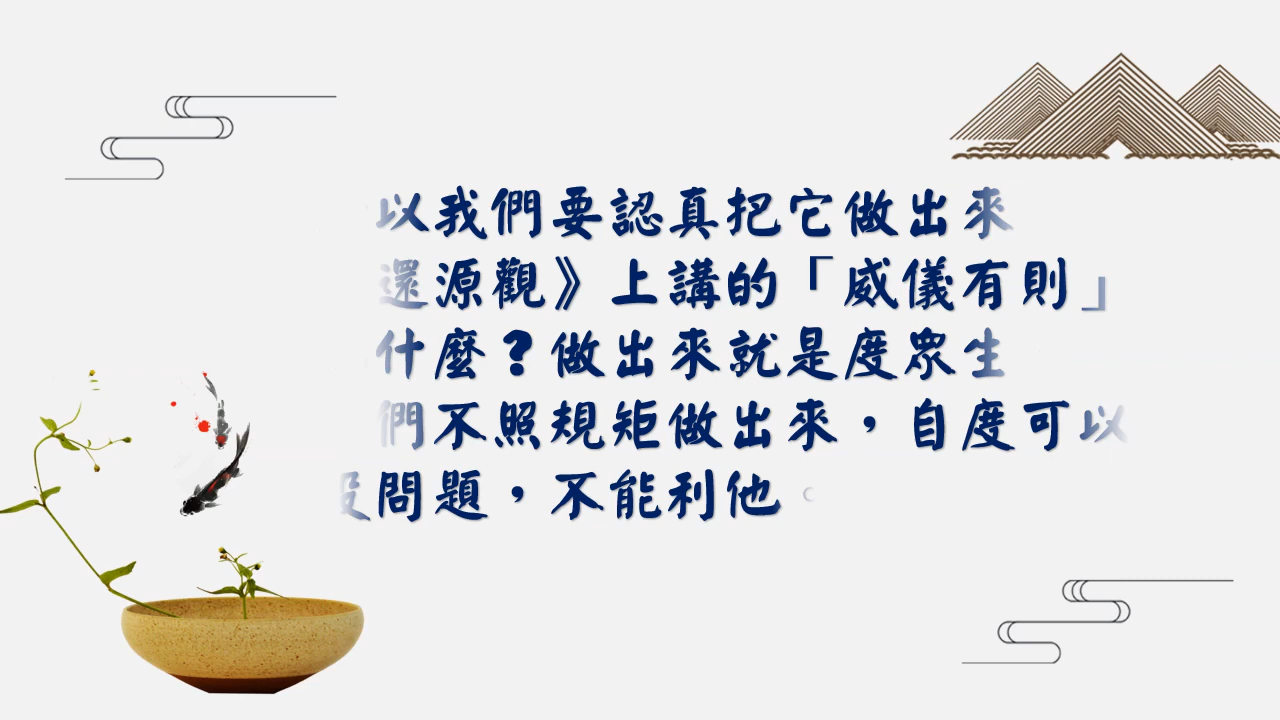 以我們要認真把它做出來
還源觀》上講的「威儀有則」
什麼？做出來就是度眾生
們不照規矩做出來，自度可以
沒問題，不能利他。